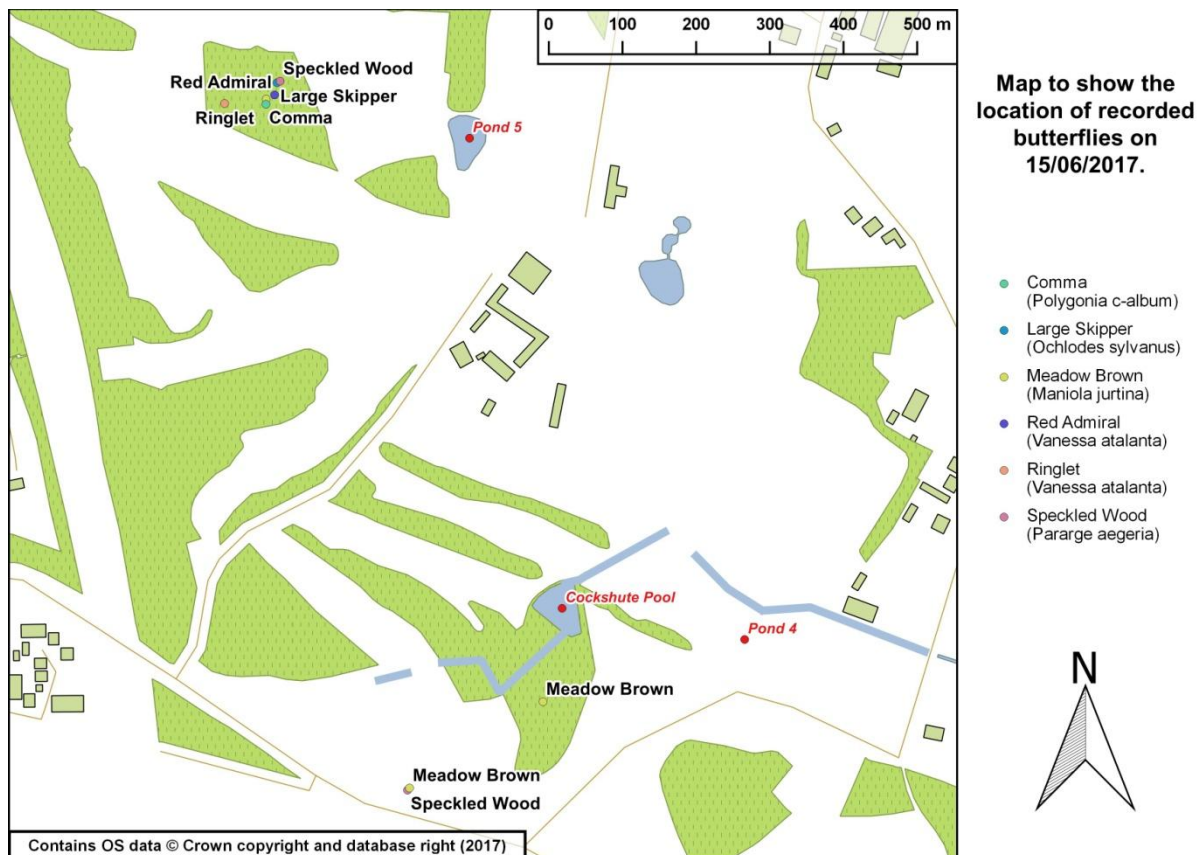 0 100 200 300 400 500 m
Map to show the
location of recorded
butterflies on
15/06/2017.
Speckled Wood
Red Admiral
Large Skipper
Ringlet
Comma
Pond 5
Comma
(Polygonia c-album)
Large Skipper
(Ochlodes sylvanus)
Meadow Brown
(Maniola jurtina)
Red Admiral
(Vanessa atalanta)
Ringlet
(Vanessa atalanta)
Speckled Wood
(Pararge aegeria)
Cockshute Pool
Pond 4
Meadow Brown
Meadow Brown
Speckled Wood
N
Contains OS data © Crown copyright and database right (2017)